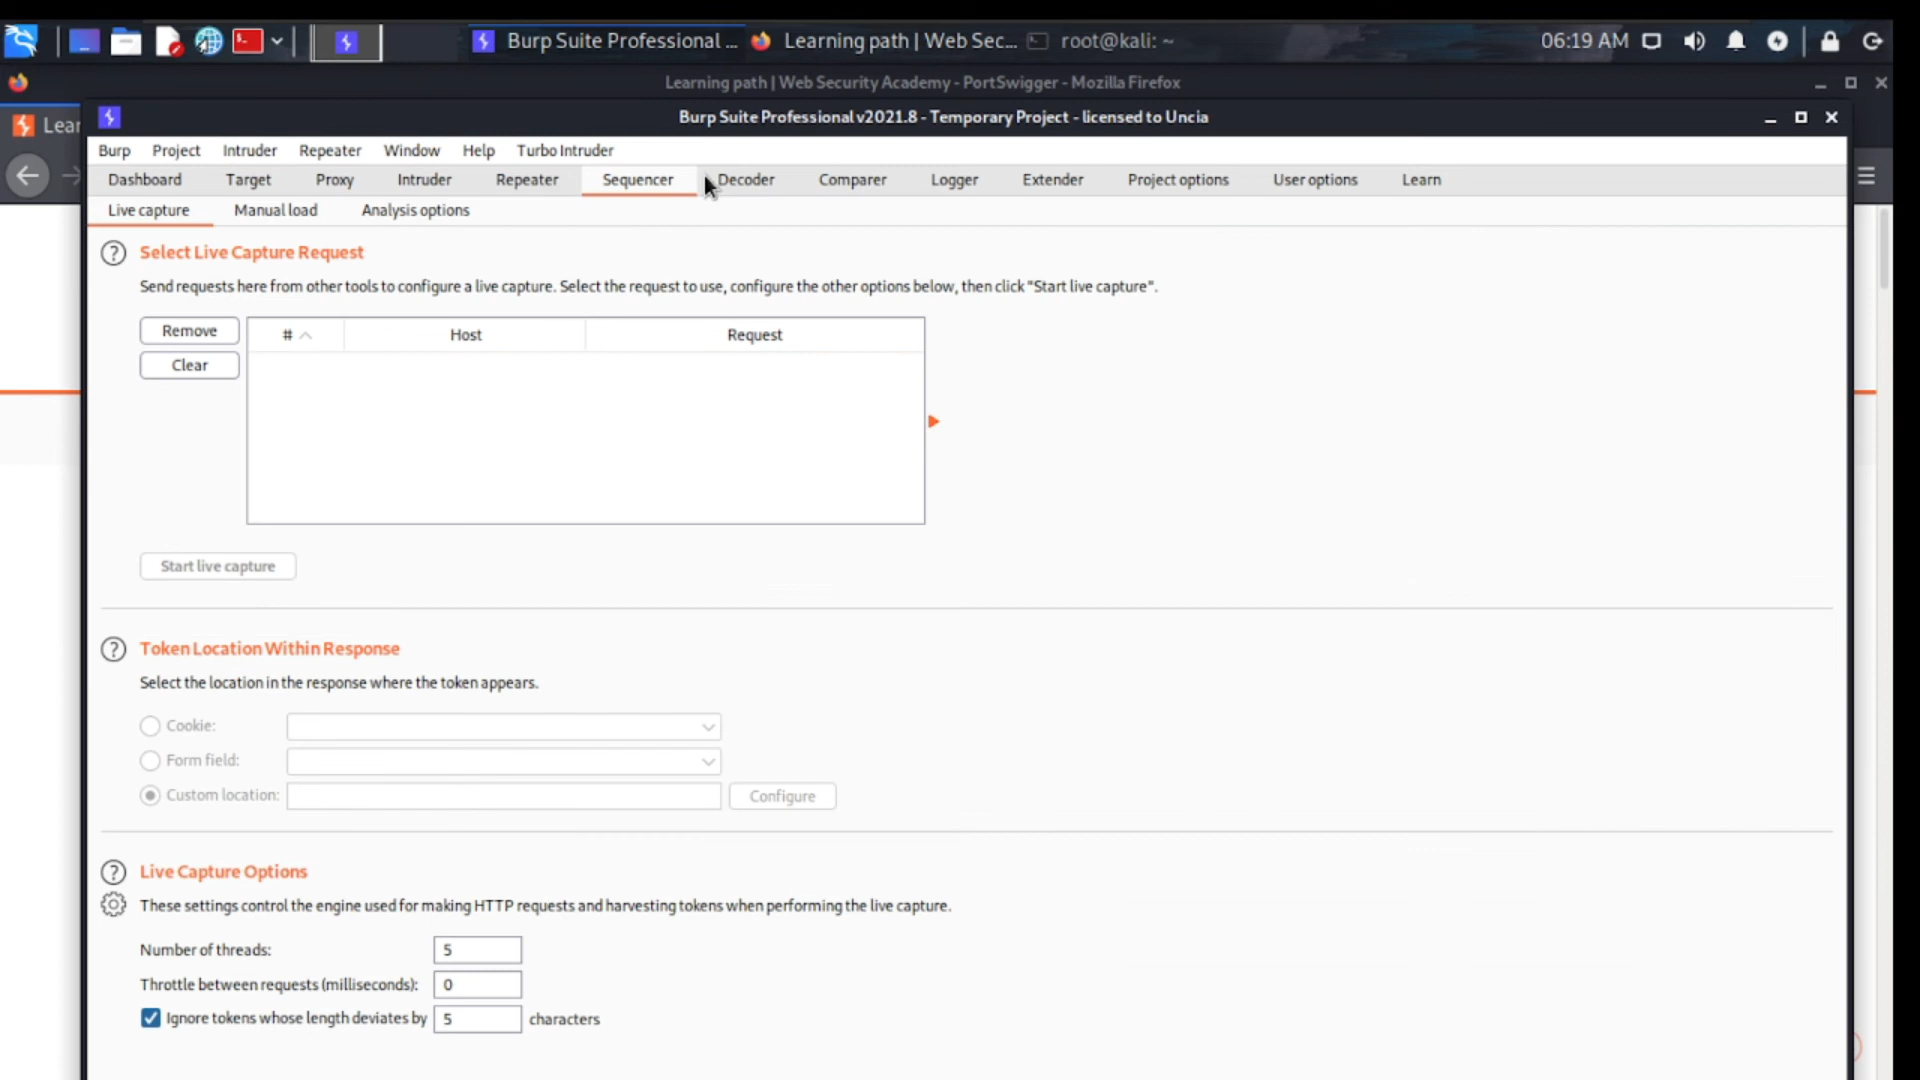 Burp Suite Professional ...
Learning path | Web Sec...
root@kali: ~
06:19 AM
Learning path | Web Security Academy - PortSwigger - Mozilla Firefox
Lear
Burp Suite Professional v2021.8 - Temporary Project - licensed to Uncia
Burp Project Intruder Repeater Window Help Turbo Intruder
Dashboard Target Proxy Intruder Repeater Sequencer Decoder Comparer Logger Extender Project options User options Learn
Live capture Manual load Analysis options
? Select Live Capture Request
Send requests here from other tools to configure a live capture. Select the request to use, configure the other options below, then click "Start live capture".
Remove
Clear
# Host Request
Start live capture
? Token Location Within Response
Select the location in the response where the token appears.
Cookie:
Form field:
Custom location: Configure
? Live Capture Options
These settings control the engine used for making HTTP requests and harvesting tokens when performing the live capture.
Number of threads: 5
Throttle between requests (milliseconds): 0
Ignore tokens whose length deviates by 5 characters